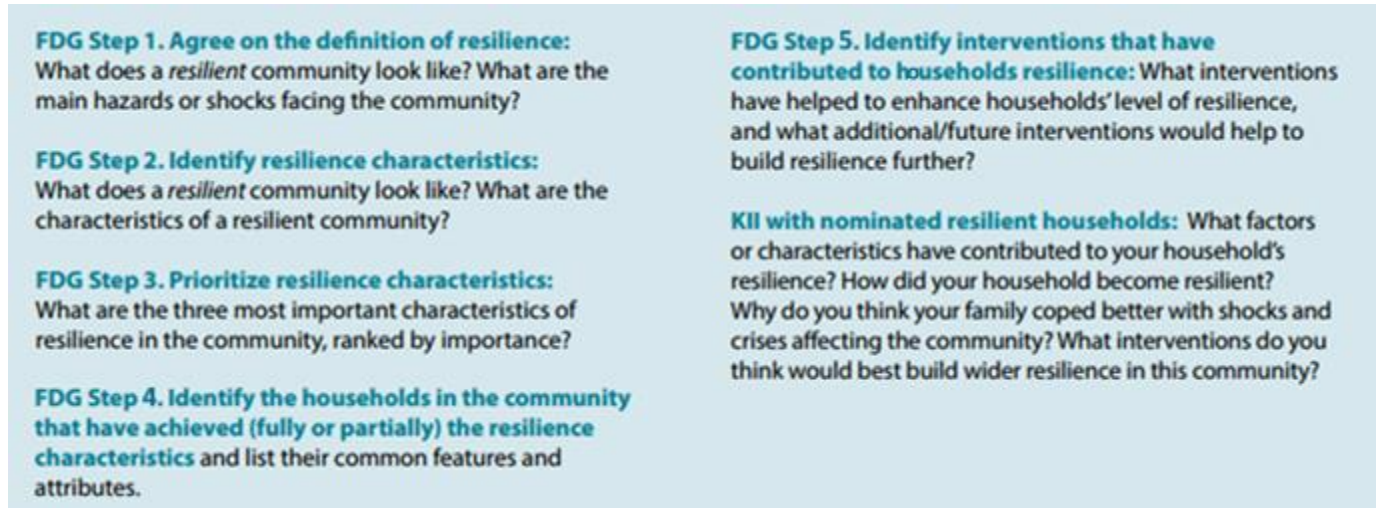 FDG Step 1. Agree on the definition of resilience:
What does a resilient community look like? What are the
main hazards or shocks facing the community?
FDG Step 2. Identify resilience characteristics:
What does a resilient community look like? What are the
characteristics of a resilient community?
FDG Step 3. Prioritize resilience characteristics:
What are the three most important characteristics of
resilience in the community, ranked by importance?
FDG Step 4. Identify the households in the community
that have achieved (fully or partially) the resilience
characteristics and list their common features and
attributes.
FDG Step 5. Identify interventions that have
contributed to households resilience: What interventions
have helped to enhance households' level of resilience,
and what additional/future interventions would help to
build resilience further?
KII with nominated resilient households: What factors
or characteristics have contributed to your household's
resilience? How did your household become resilient?
Why do you think your family coped better with shocks and
crises affecting the community? What interventions do you
think would best build wider resilience in this community?